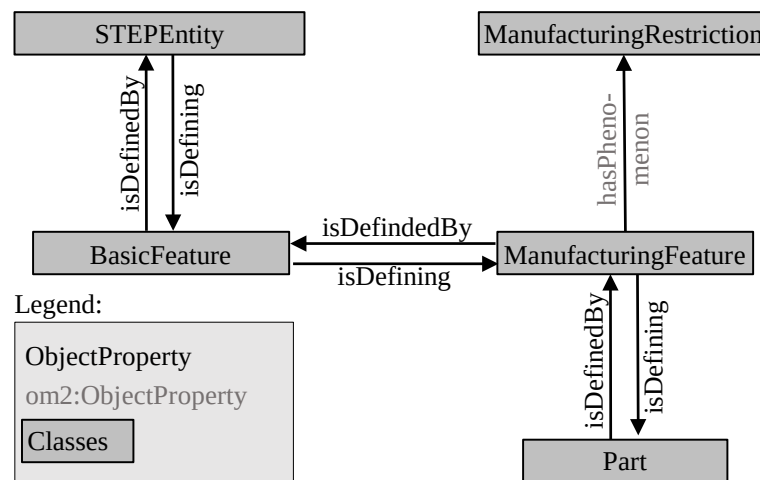 STEPEntity
ManufacturingRestriction
isDefinedBy
isDefining
hasPheno-
menon
isDefindedBy
BasicFeature
ManufacturingFeature
isDefining
Legend:
ObjectProperty
om2:ObjectProperty
Classes
isDefinedBy
isDefining
Part